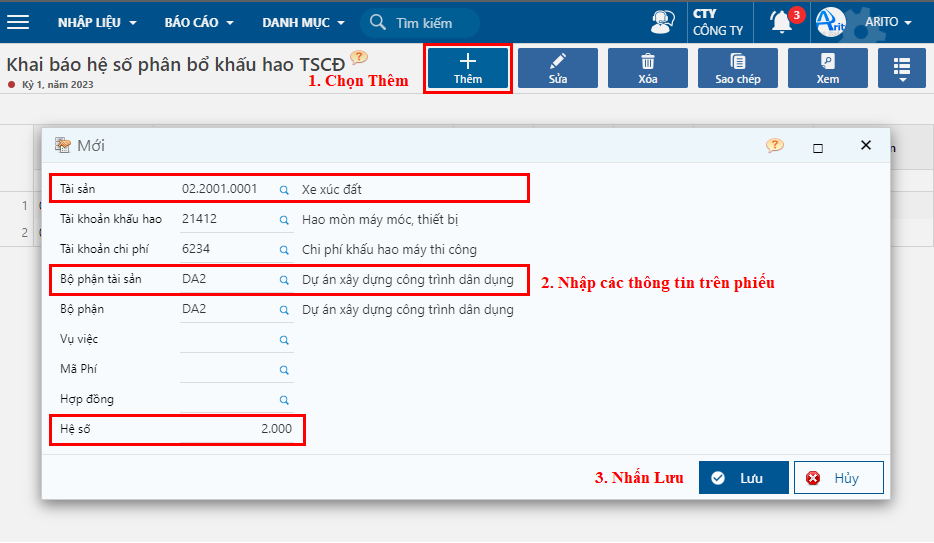 NHẬP LIỆU BÁO CÁO DANH MỤC Tìm kiếm CTY CÔNG TY 3 Arito ARITO
Khai báo hệ số phân bổ khấu hao TSCĐ ?
Kỳ 1, năm 2023
1. Chọn Thêm
Thêm Sửa Xóa Sao chép Xem
Mới ?
1
2
Tài sản 02.2001.0001 Xe xúc đất
Tài khoản khấu hao 21412 Hao mòn máy móc, thiết bị
Tài khoản chi phí 6234 Chi phí khấu hao máy thi công
Bộ phận tài sản DA2 Dự án xây dựng công trình dân dụng
2. Nhập các thông tin trên phiếu
Bộ phận DA2 Dự án xây dựng công trình dân dụng
Vụ việc
Mã Phí
Hợp đồng
Hệ số 2.000
3. Nhấn Lưu
Lưu Hủy